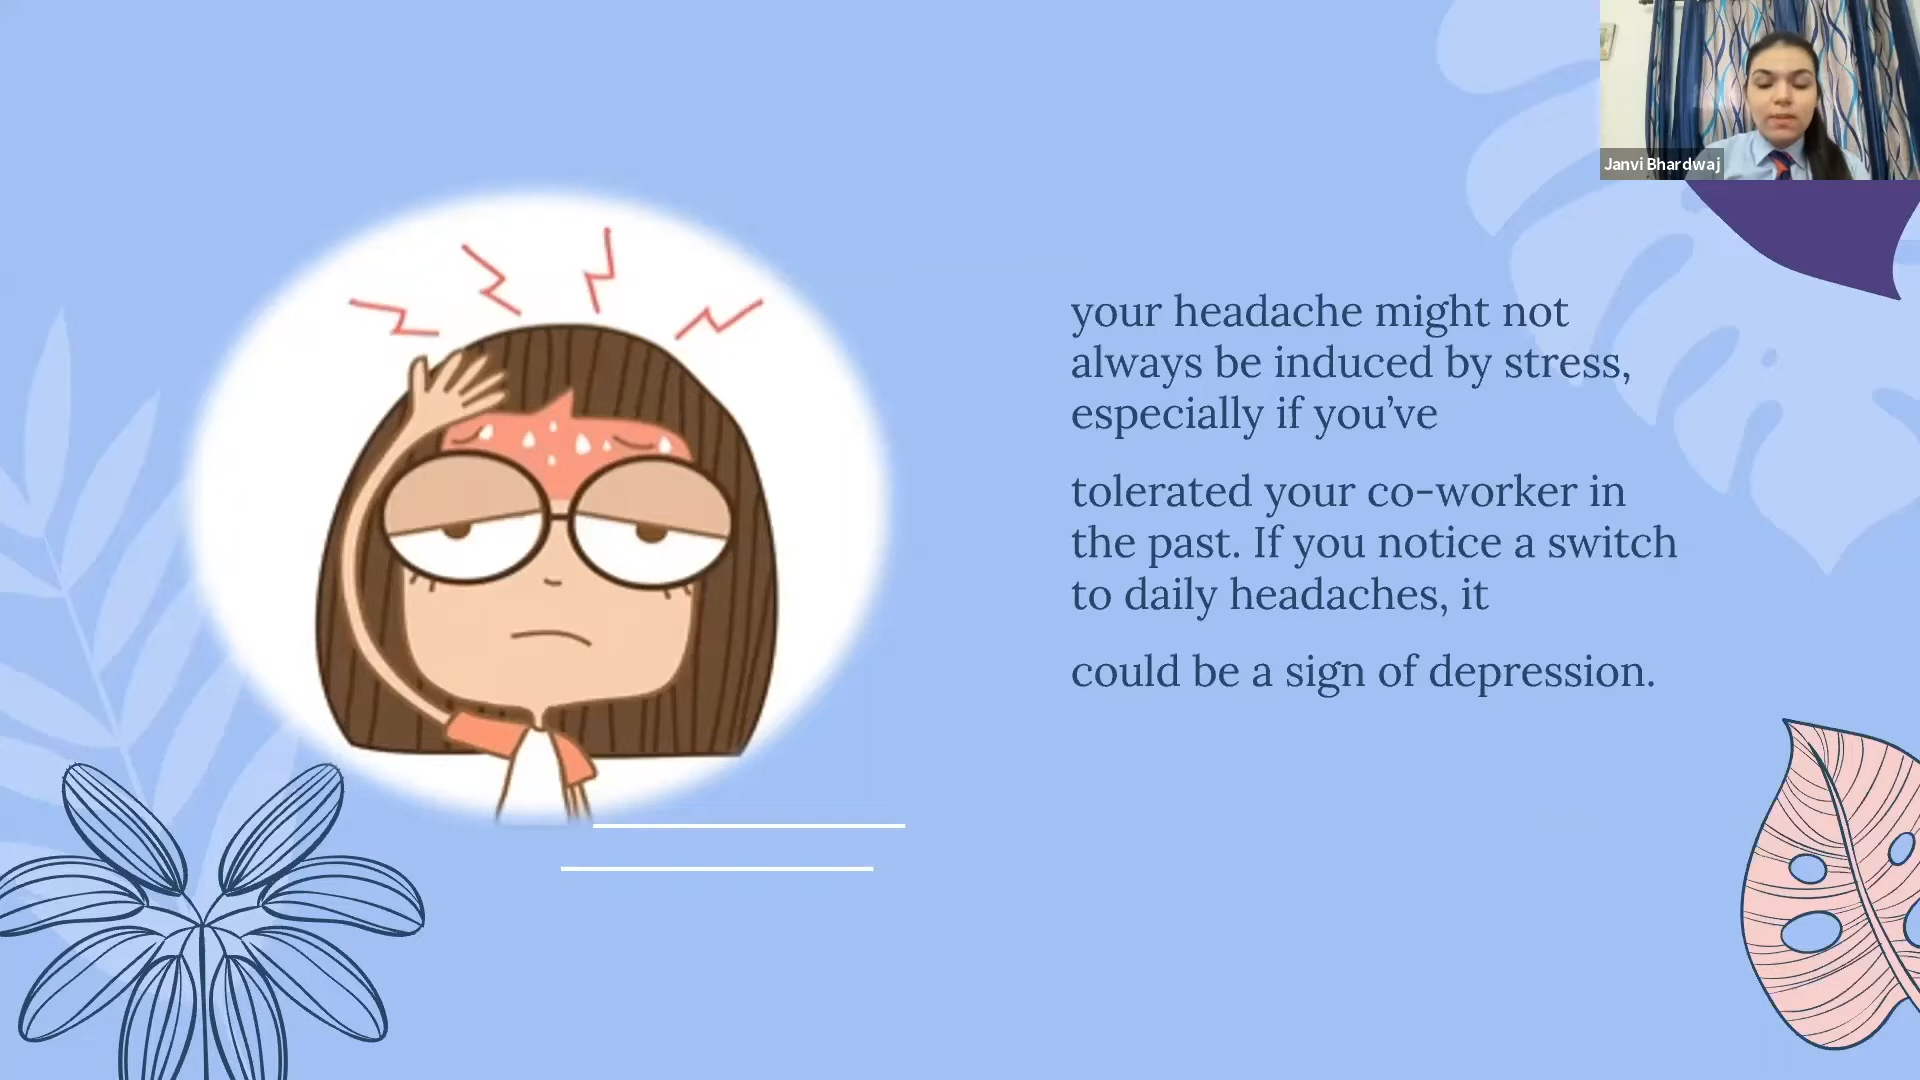 Janvi Bhardwaj
your headache might not
always be induced by stress,
especially if you’ve
tolerated your co-worker in
the past. If you notice a switch
to daily headaches, it
could be a sign of depression.